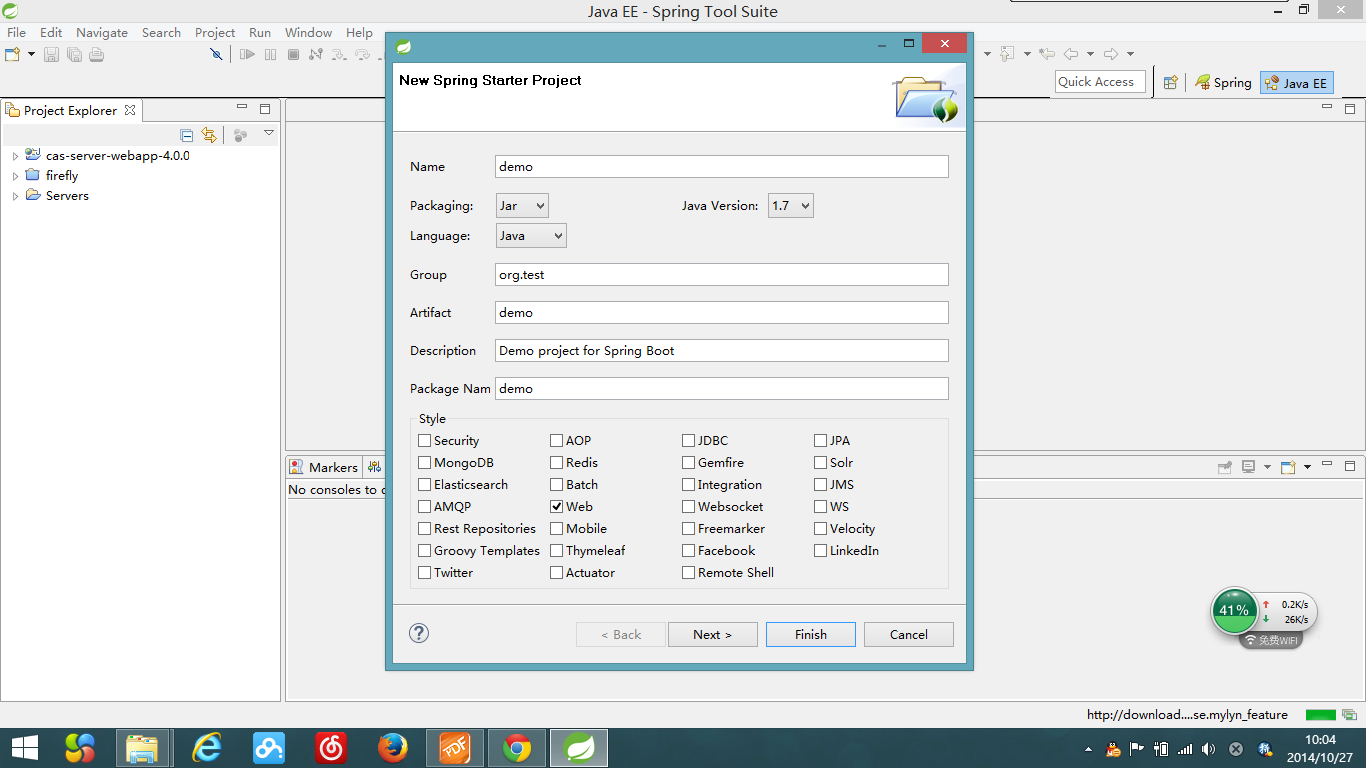 Java EE - Spring Tool Suite
File Edit Navigate Search Project Run Window Help
Quick Access
Spring
Java EE
Project Explorer
cas-server-webapp-4.0.0
firefly
Servers
New Spring Starter Project
Name demo
Packaging: Jar Java Version: 1.7
Language: Java
Group org.test
Artifact demo
Description Demo project for Spring Boot
Package Nam demo
Style
Security AOP JDBC JPA
MongoDB Redis Gemfire Solr
Elasticsearch Batch Integration JMS
AMQP Web Websocket WS
Rest Repositories Mobile Freemarker Velocity
Groovy Templates Thymeleaf Facebook LinkedIn
Twitter Actuator Remote Shell
< Back Next > Finish Cancel
Markers
No consoles to
41% 0.2K/s
26K/s
免费WiFi
http://download....se.mylyn_feature
PDF
10:04
2014/10/27